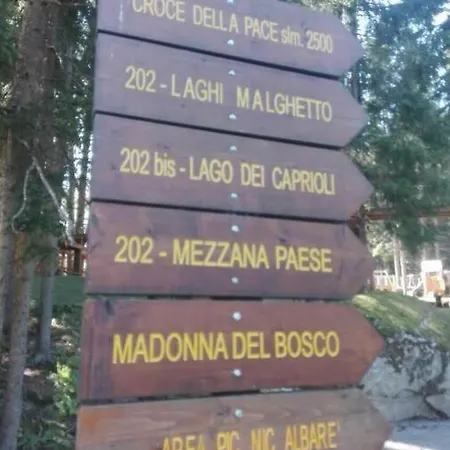 CROCE DELLA PACE slm. 2500
202 - LAGHI MALGHETTO
202 bis - LAGO DEI CAPRIOLI
202 - MEZZANA PAESE
MADONNA DEL BOSCO
AREA PIC NIC ALBARE'